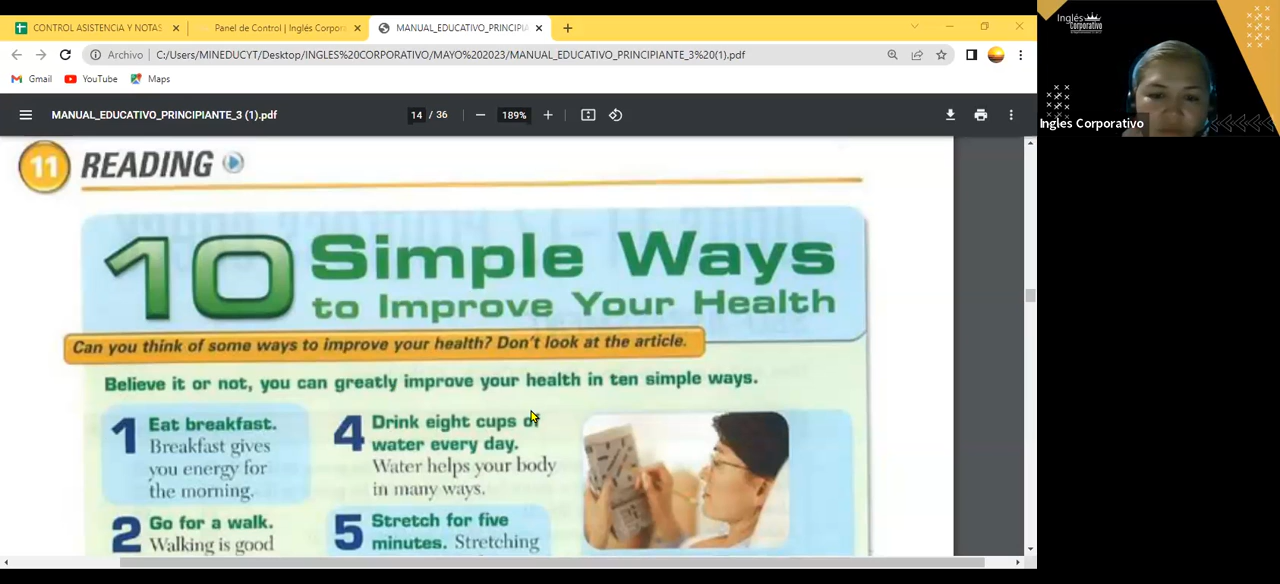 CONTROL ASISTENCIA Y NOTAS
Panel de Control | Inglés Corpora
MANUAL_EDUCATIVO_PRINCIPIANTE_
Archivo
C:/Users/MINEDUCYT/Desktop/INGLES%20CORPORATIVO/MAYO%202023/MANUAL_EDUCATIVO_PRINCIPIANTE_3%20(1).pdf
Gmail YouTube Maps
MANUAL_EDUCATIVO_PRINCIPIANTE_3 (1).pdf
14 / 36
189%
Inglés
Corporativo
Ingles Corporativo
11 READING
10 Simple Ways
to Improve Your Health
Can you think of some ways to improve your health? Don't look at the article.
Believe it or not, you can greatly improve your health in ten simple ways.
1 Eat breakfast.
Breakfast gives
you energy for
the morning.
2 Go for a walk.
Walking is good
4 Drink eight cups of
water every day.
Water helps your body
in many ways.
5 Stretch for five
minutes. Stretching